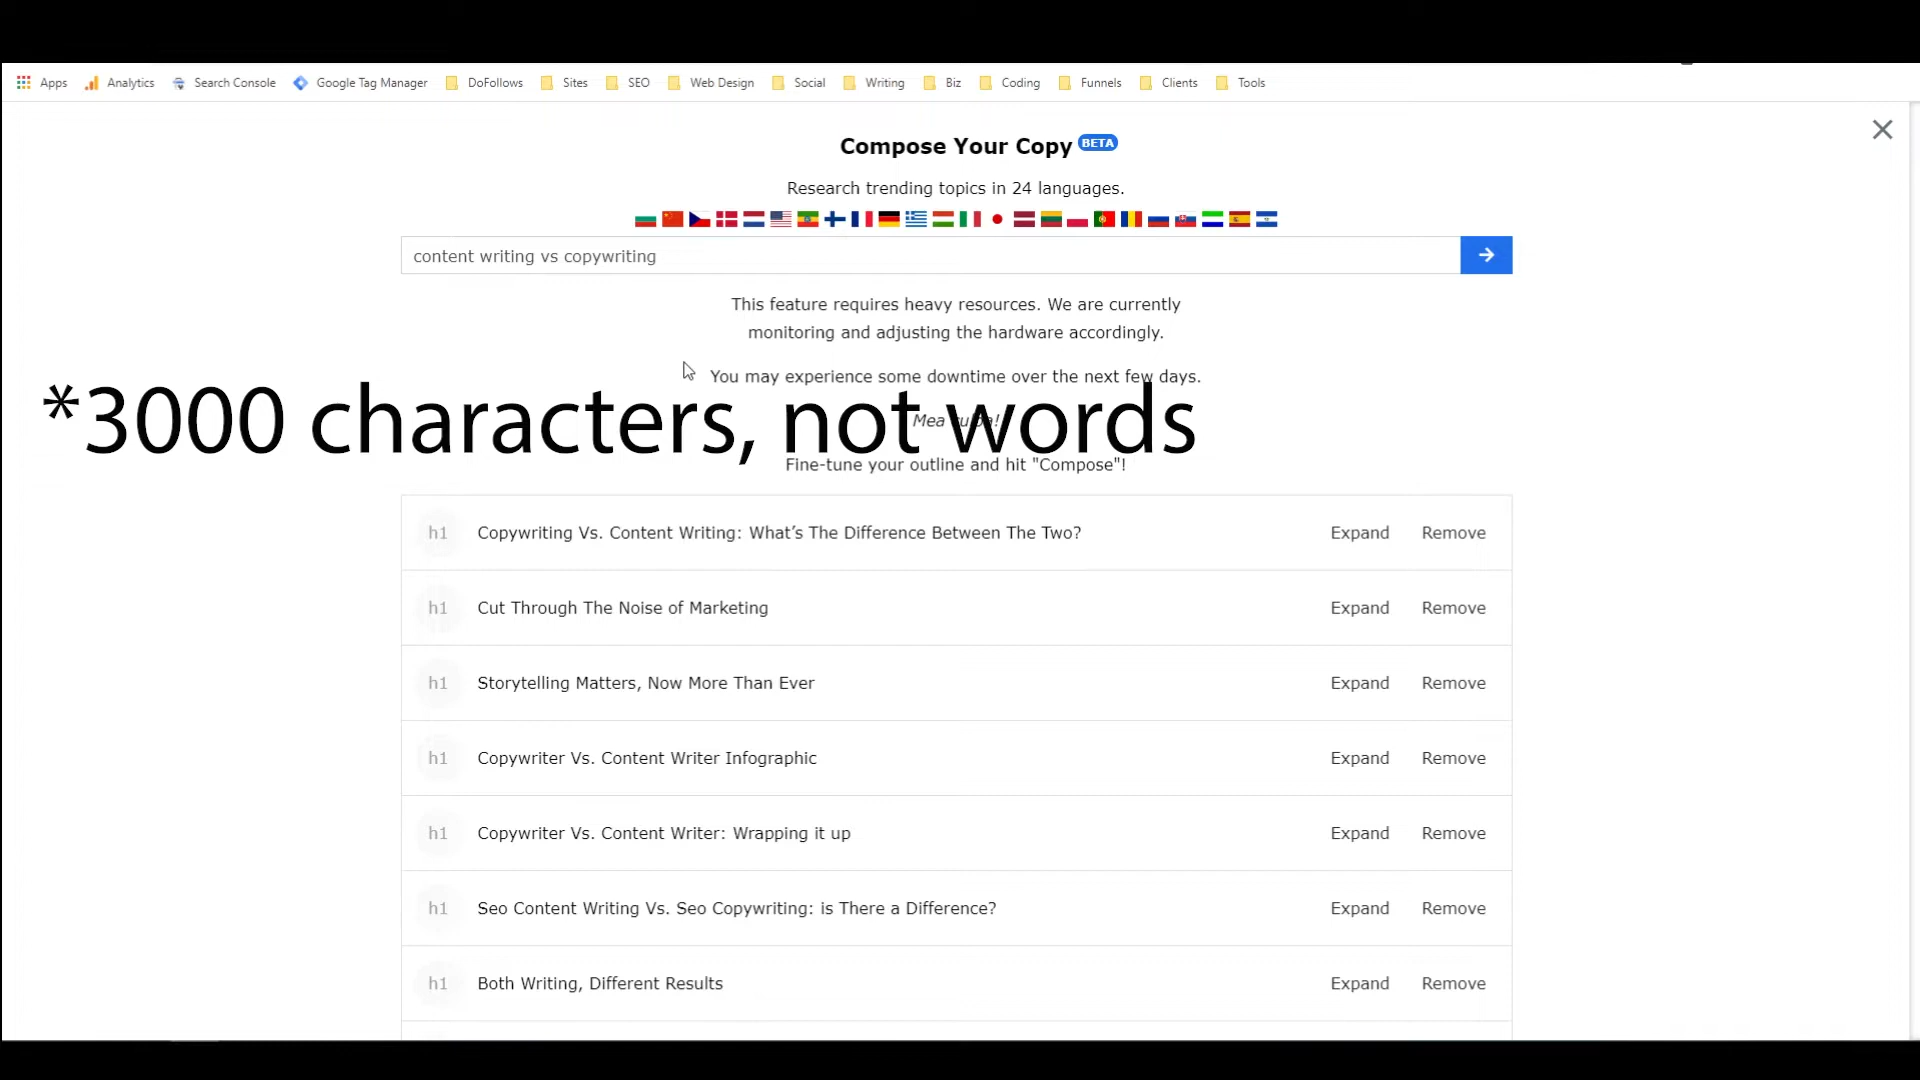 Apps Analytics Search Console Google Tag Manager DoFollows Sites SEO Web Design Social Writing Biz Coding Funnels Clients Tools
Compose Your Copy BETA
Research trending topics in 24 languages.
content writing vs copywriting
This feature requires heavy resources. We are currently
monitoring and adjusting the hardware accordingly.
You may experience some downtime over the next few days.
*3000 characters, not words
Mea
Fine-tune your outline and hit "Compose"!
h1 Copywriting Vs. Content Writing: What’s The Difference Between The Two? Expand Remove
h1 Cut Through The Noise of Marketing Expand Remove
h1 Storytelling Matters, Now More Than Ever Expand Remove
h1 Copywriter Vs. Content Writer Infographic Expand Remove
h1 Copywriter Vs. Content Writer: Wrapping it up Expand Remove
h1 Seo Content Writing Vs. Seo Copywriting: is There a Difference? Expand Remove
h1 Both Writing, Different Results Expand Remove